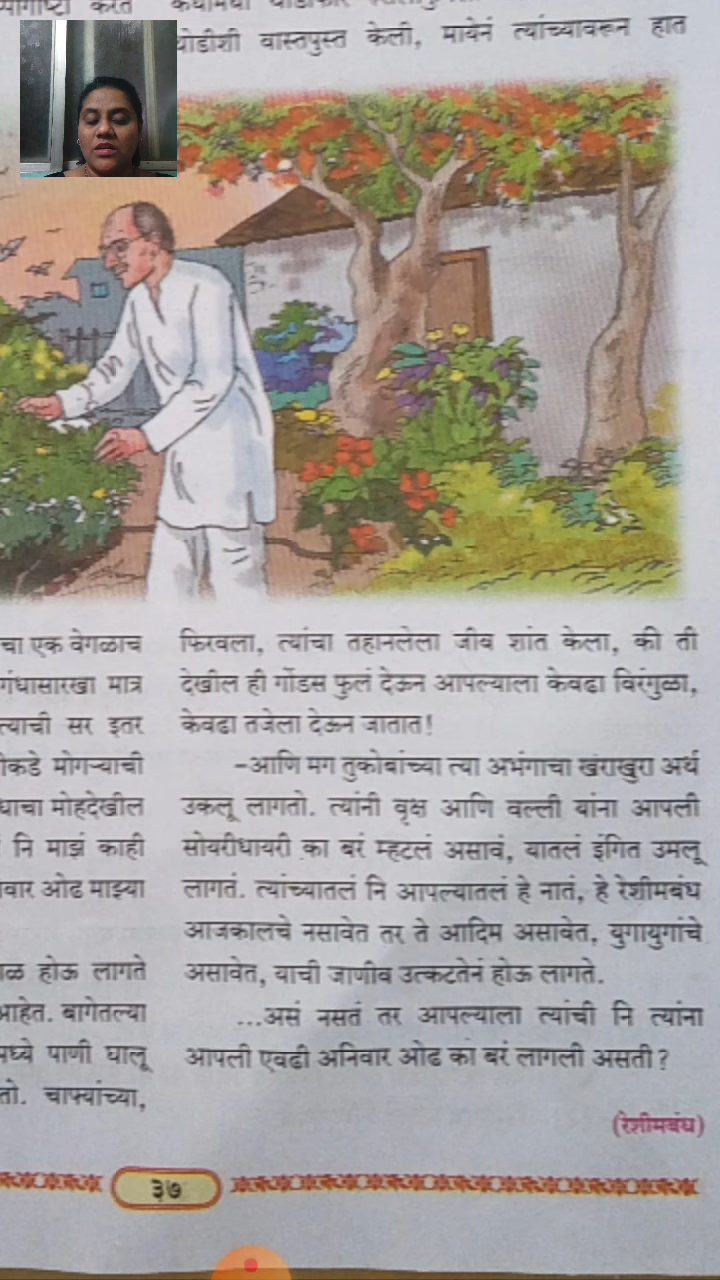 करत
थोडीशी वास्तपुस्त केली, मायेनं त्यांच्यावरून हात
चा एक वेगळाच
गंधासारखा मात्र
त्याची सर इतर
कडे मोगऱ्याची
धाचा मोहदेखील
नि माझं काही
वार ओढ माझ्या
ळ होऊ लागते
आहेत. बागेतल्या
मध्ये पाणी घालू
तो. चाफ्यांच्या,
फिरवला, त्यांचा तहानलेला जीव शांत केला, की ती
देखील ही गोंडस फुलं देऊन आपल्याला केवढा विरंगुळा,
केवढा तजेला देऊन जातात!
-आणि मग तुकोबांच्या त्या अभंगाचा खराखुरा अर्थ
उकलू लागतो. त्यांनी वृक्ष आणि वल्ली यांना आपली
सोयरीधायरी का बरं म्हटलं असावं, यातलं इंगित उमलू
लागतं. त्यांच्यातलं नि आपल्यातलं हे नातं, हे रेशीमबंध
आजकालचे नसावेत तर ते आदिम असावेत, युगायुगांचे
असावेत, याची जाणीव उत्कटतेनं होऊ लागते.
...असं नसतं तर आपल्याला त्यांची नि त्यांना
आपली एवढी अनिवार ओढ का बरं लागली असती?
(रेशीमबंध)
३७